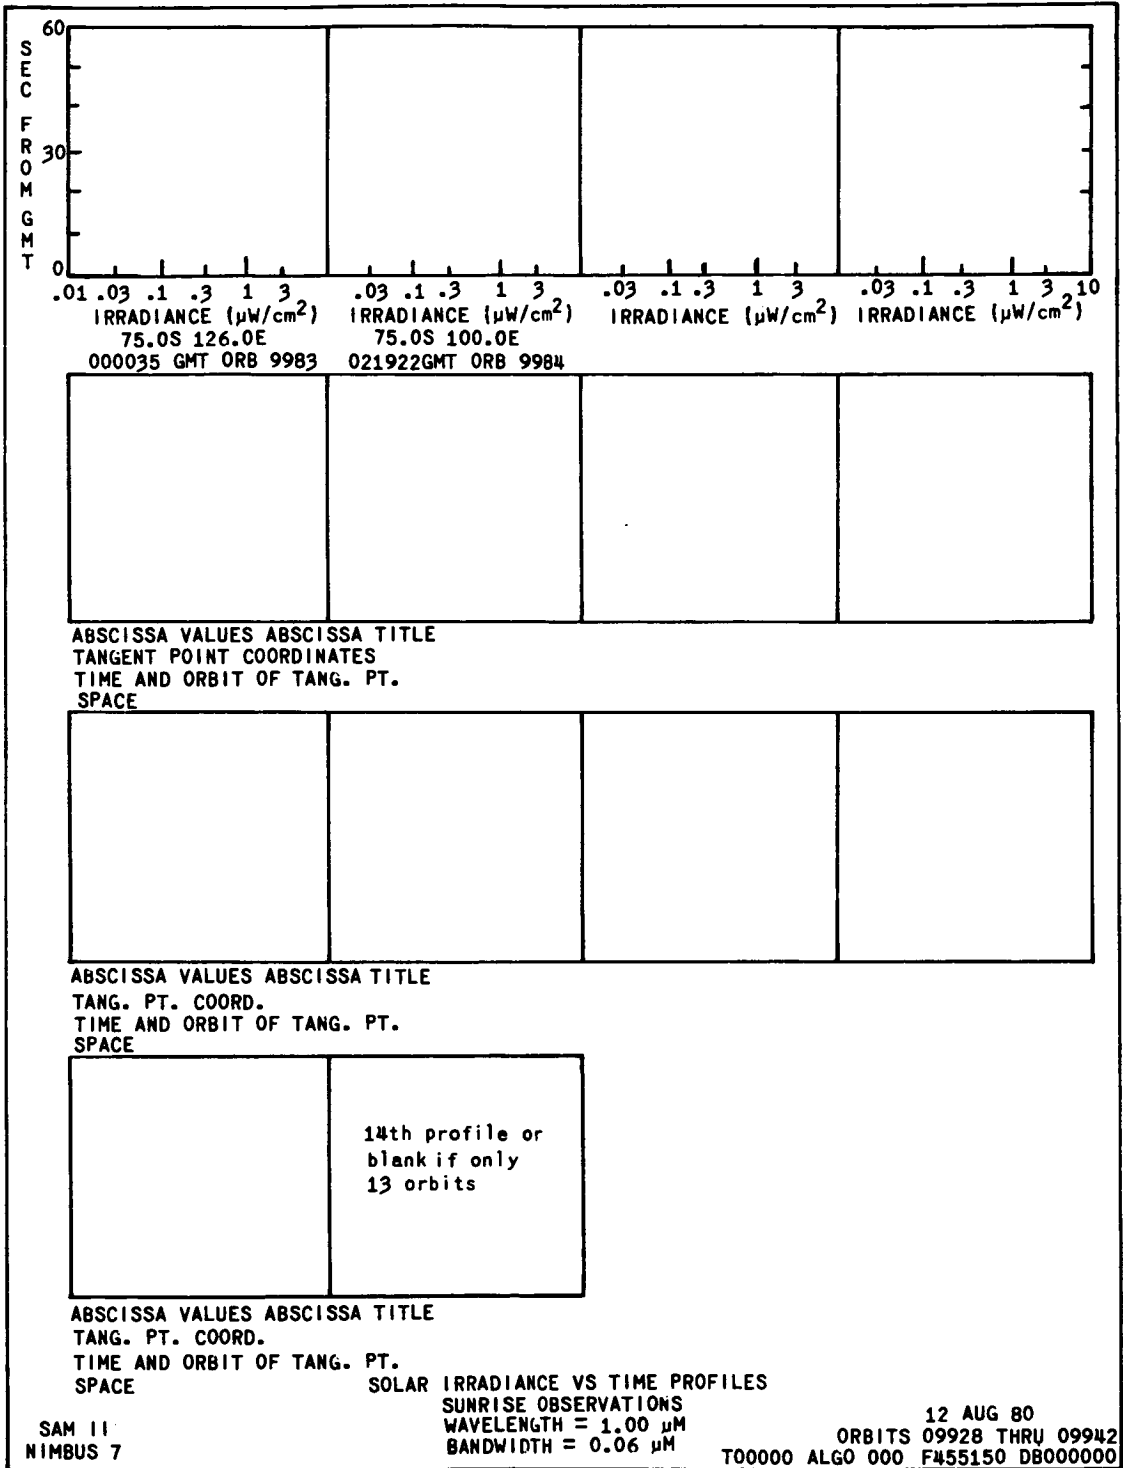 60
SEC FROM GMT
30
0
.01 .03 .1 .3 1 3 .03 .1 .3 1 3 .03 .1 .3 1 3 .03 .1 .3 1 3 10
IRRADIANCE (µW/cm²) IRRADIANCE (µW/cm²) IRRADIANCE (µW/cm²) IRRADIANCE (µW/cm²)
75.0S 126.0E 75.0S 100.0E
000035 GMT ORB 9983 021922GMT ORB 9984
ABSCISSA VALUES ABSCISSA TITLE
TANGENT POINT COORDINATES
TIME AND ORBIT OF TANG. PT.
SPACE
ABSCISSA VALUES ABSCISSA TITLE
TANG. PT. COORD.
TIME AND ORBIT OF TANG. PT.
SPACE
14th profile or
blank if only
13 orbits
ABSCISSA VALUES ABSCISSA TITLE
TANG. PT. COORD.
TIME AND ORBIT OF TANG. PT.
SPACE
SOLAR IRRADIANCE VS TIME PROFILES
SUNRISE OBSERVATIONS
WAVELENGTH = 1.00 µM
BANDWIDTH = 0.06 µM
SAM II
NIMBUS 7
12 AUG 80
ORBITS 09928 THRU 09942
T00000 ALGO 000 F455150 DB000000